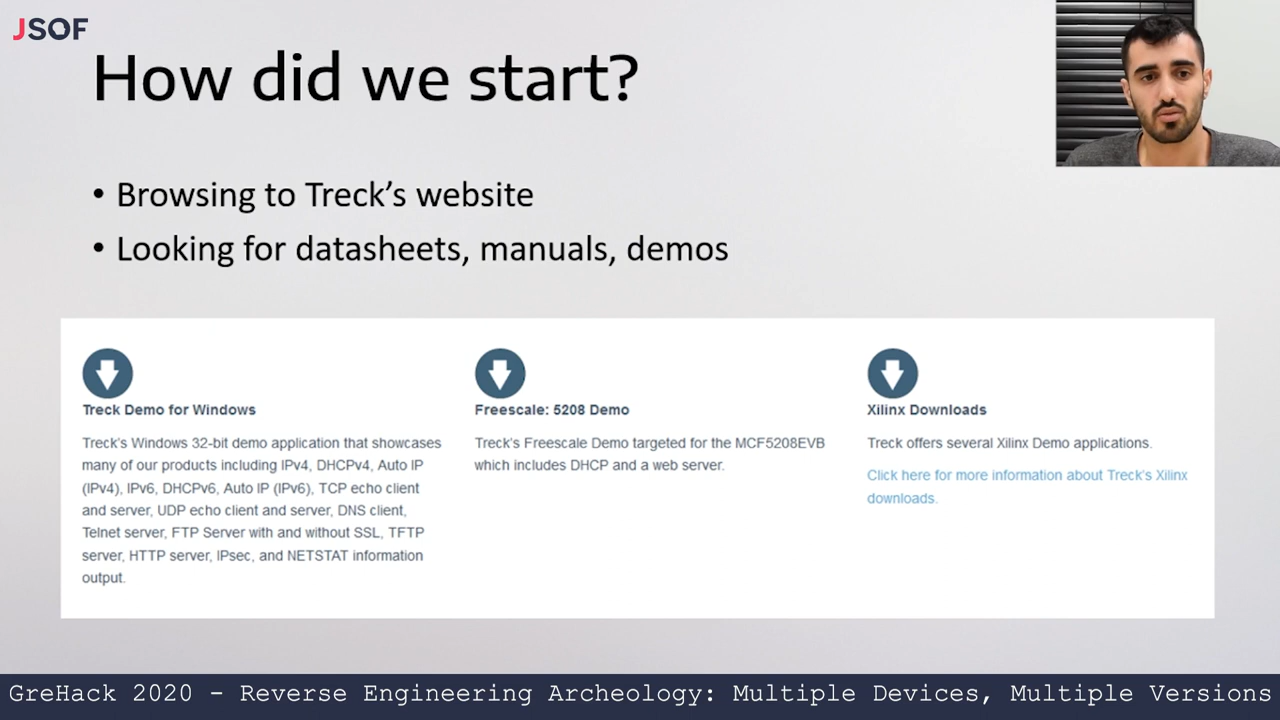 JSOF
How did we start?
• Browsing to Treck’s website
• Looking for datasheets, manuals, demos
Treck Demo for Windows
Treck's Windows 32-bit demo application that showcases
many of our products including IPv4, DHCPv4, Auto IP
(IPv4), IPv6, DHCPv6, Auto IP (IPv6), TCP echo client
and server, UDP echo client and server, DNS client,
Telnet server, FTP Server with and without SSL, TFTP
server, HTTP server, IPsec, and NETSTAT information
output.
Freescale: 5208 Demo
Treck's Freescale Demo targeted for the MCF5208EVB
which includes DHCP and a web server.
Xilinx Downloads
Treck offers several Xilinx Demo applications.
Click here for more information about Treck's Xilinx
downloads.
GreHack 2020 - Reverse Engineering Archeology: Multiple Devices, Multiple Versions